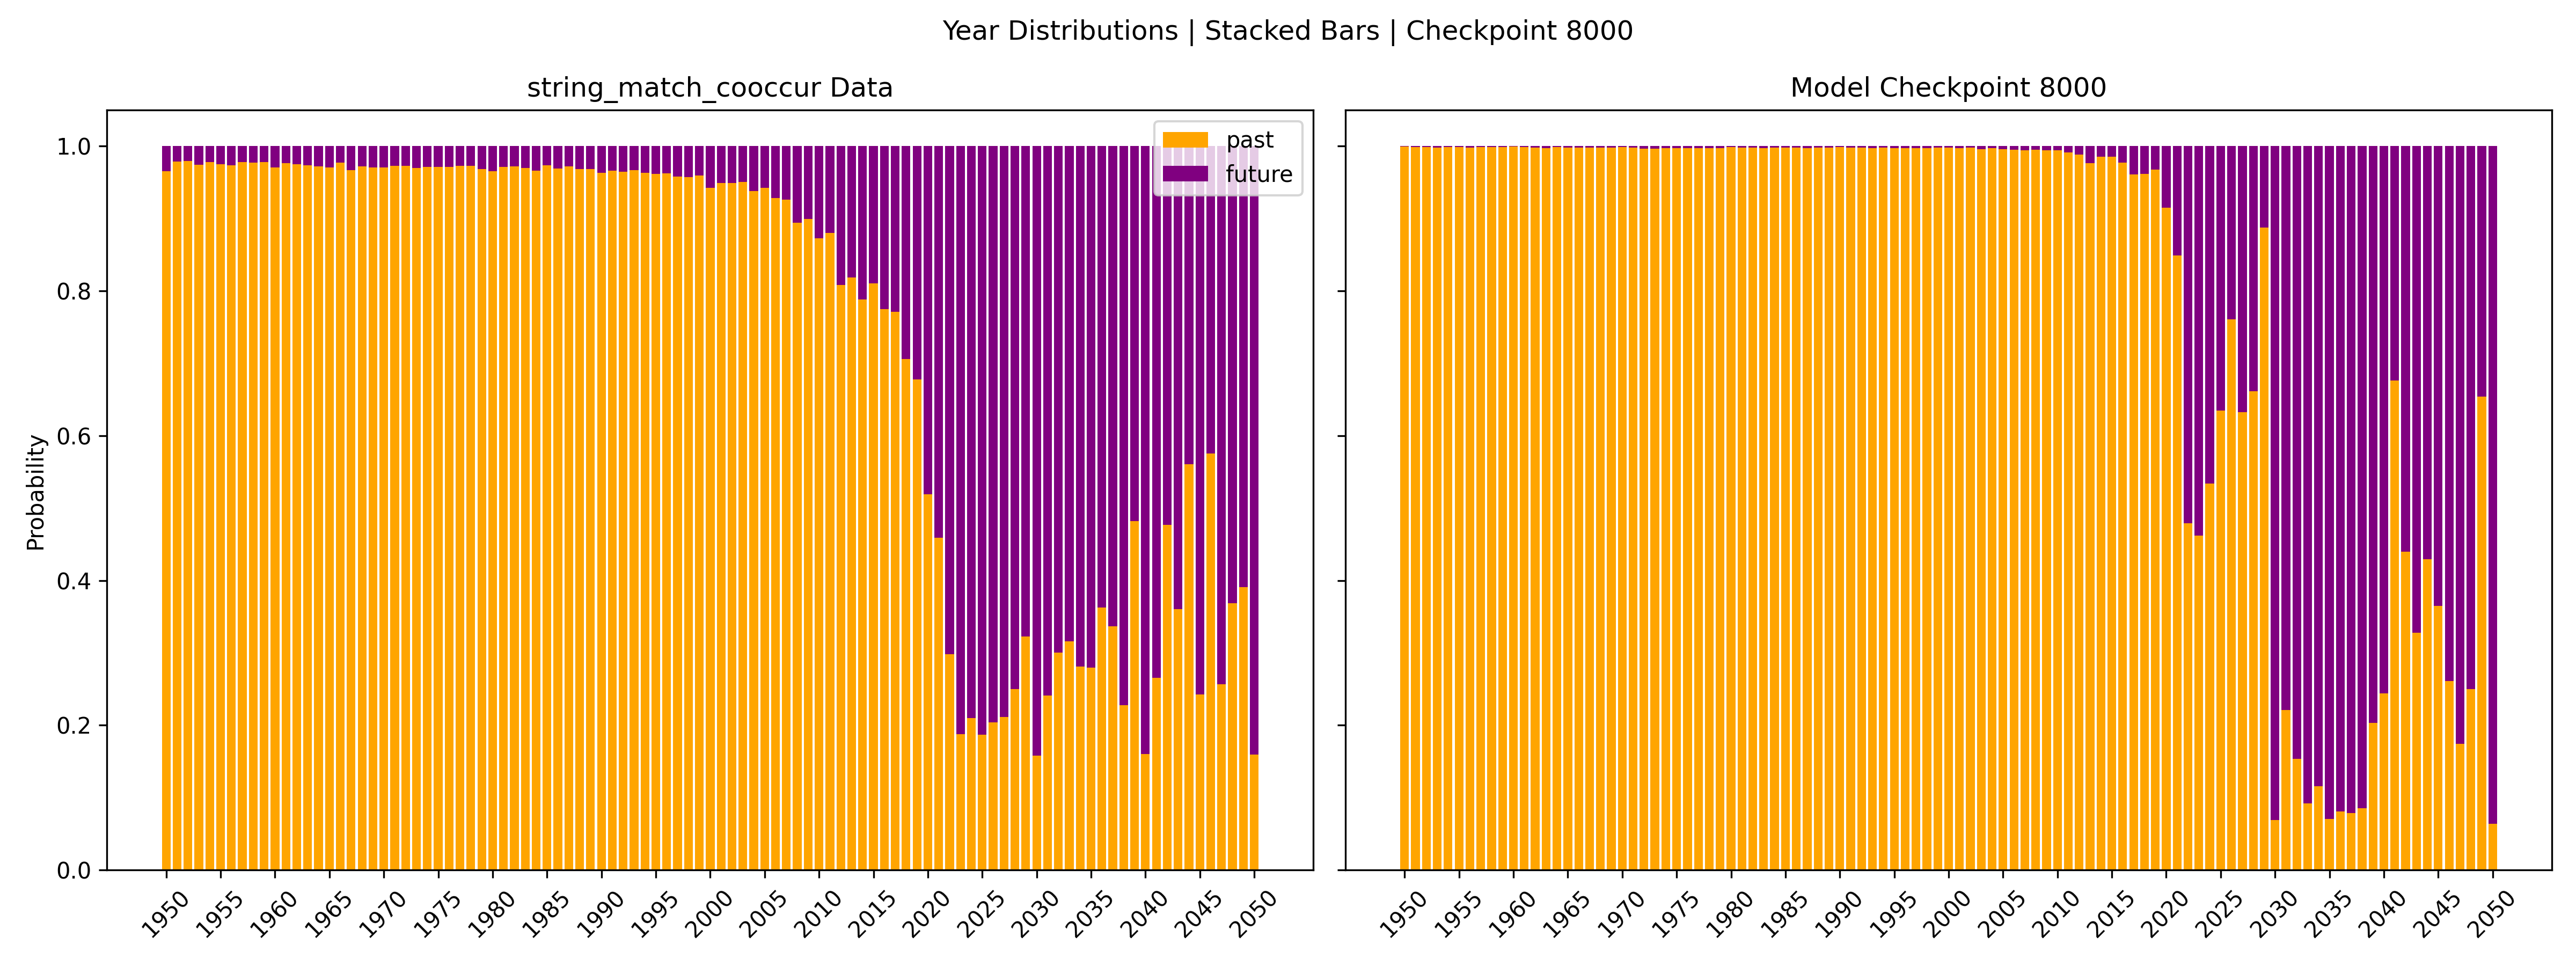 Year Distributions | Stacked Bars | Checkpoint 8000
string_match_cooccur Data
past
future
Probability
1.0
0.8
0.6
0.4
0.2
0.0
1950 1955 1960 1965 1970 1975 1980 1985 1990 1995 2000 2005 2010 2015 2020 2025 2030 2035 2040 2045 2050
Model Checkpoint 8000
1950 1955 1960 1965 1970 1975 1980 1985 1990 1995 2000 2005 2010 2015 2020 2025 2030 2035 2040 2045 2050